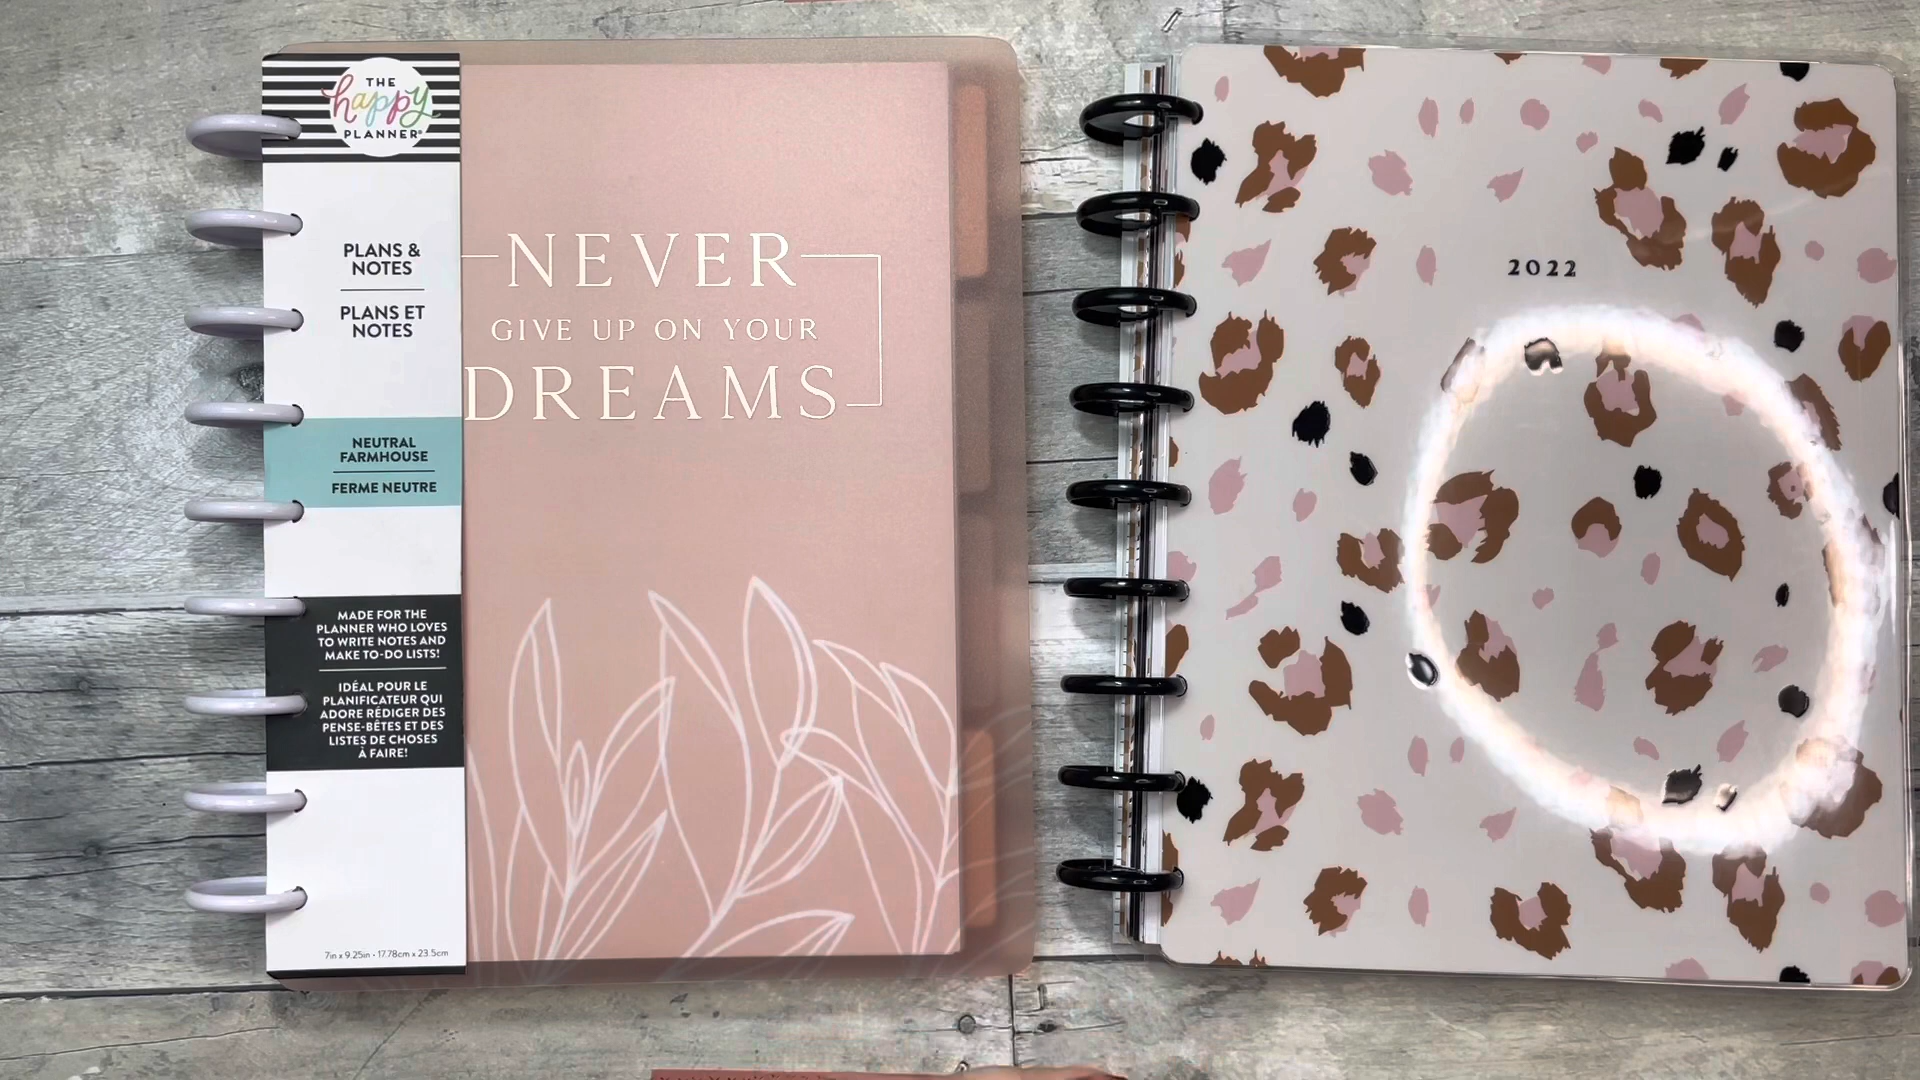 THE
happy
PLANNER®
PLANS &
NOTES
PLANS ET
NOTES
NEUTRAL
FARMHOUSE
FERME NEUTRE
MADE FOR THE
PLANNER WHO LOVES
TO WRITE NOTES AND
MAKE TO-DO LISTS!
IDÉAL POUR LE
PLANIFICATEUR QUI
ADORE RÉDIGER DES
PENSE-BÊTES ET DES
LISTES DE CHOSES
À FAIRE!
7in x 9.25in • 17.78cm x 23.5cm
NEVER
GIVE UP ON YOUR
DREAMS
2022